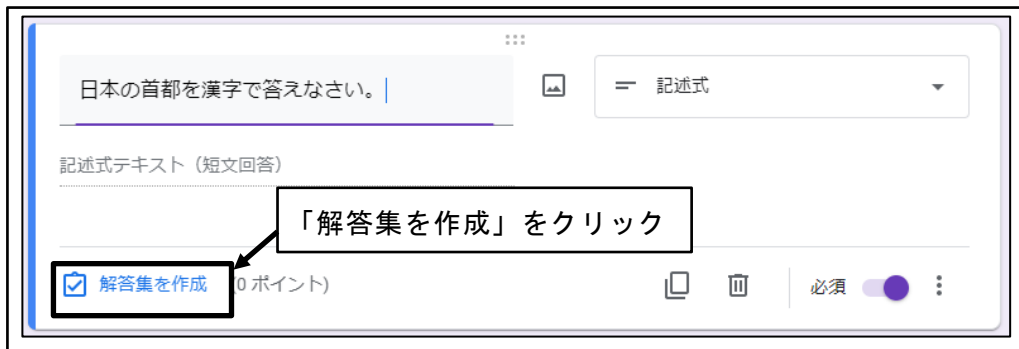 日本の首都を漢字で答えなさい。
記述式
記述式テキスト（短文回答）
「解答集を作成」をクリック
解答集を作成 (0 ポイント)
必須